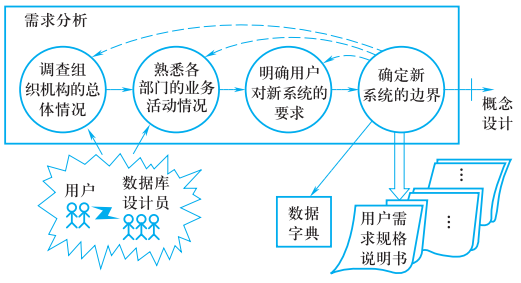 需求分析
调查组
织机构的总
体情况
熟悉各
部门的业务
活动情况
明确用户
对新系统的
要求
确定新
系统的边界
概念
设计
用户
数据库
设计员
数据
字典
用户需
求规格
说明书
⋮
⋮